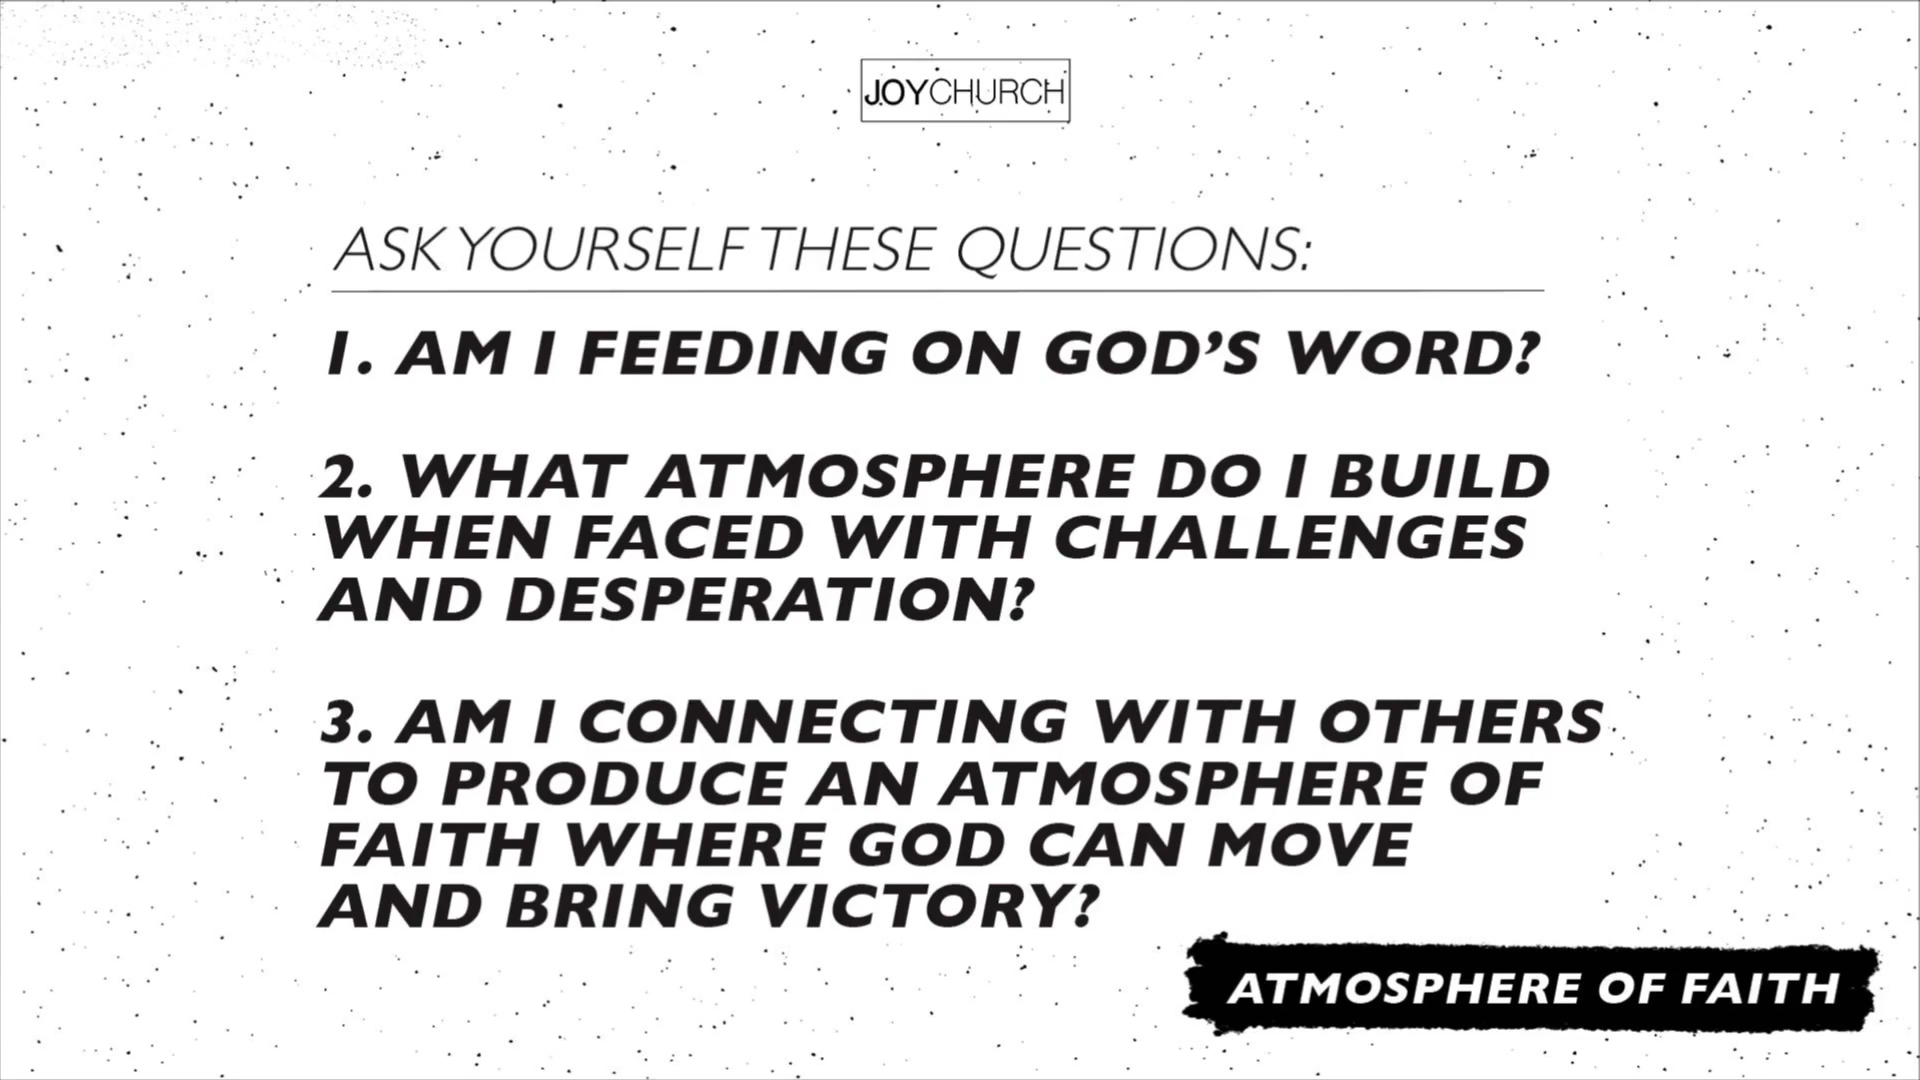 JOYCHURCH
ASK YOURSELF THESE QUESTIONS:
1. AM I FEEDING ON GOD’S WORD?
2. WHAT ATMOSPHERE DO I BUILD
WHEN FACED WITH CHALLENGES
AND DESPERATION?
3. AM I CONNECTING WITH OTHERS
TO PRODUCE AN ATMOSPHERE OF
FAITH WHERE GOD CAN MOVE
AND BRING VICTORY?
ATMOSPHERE OF FAITH